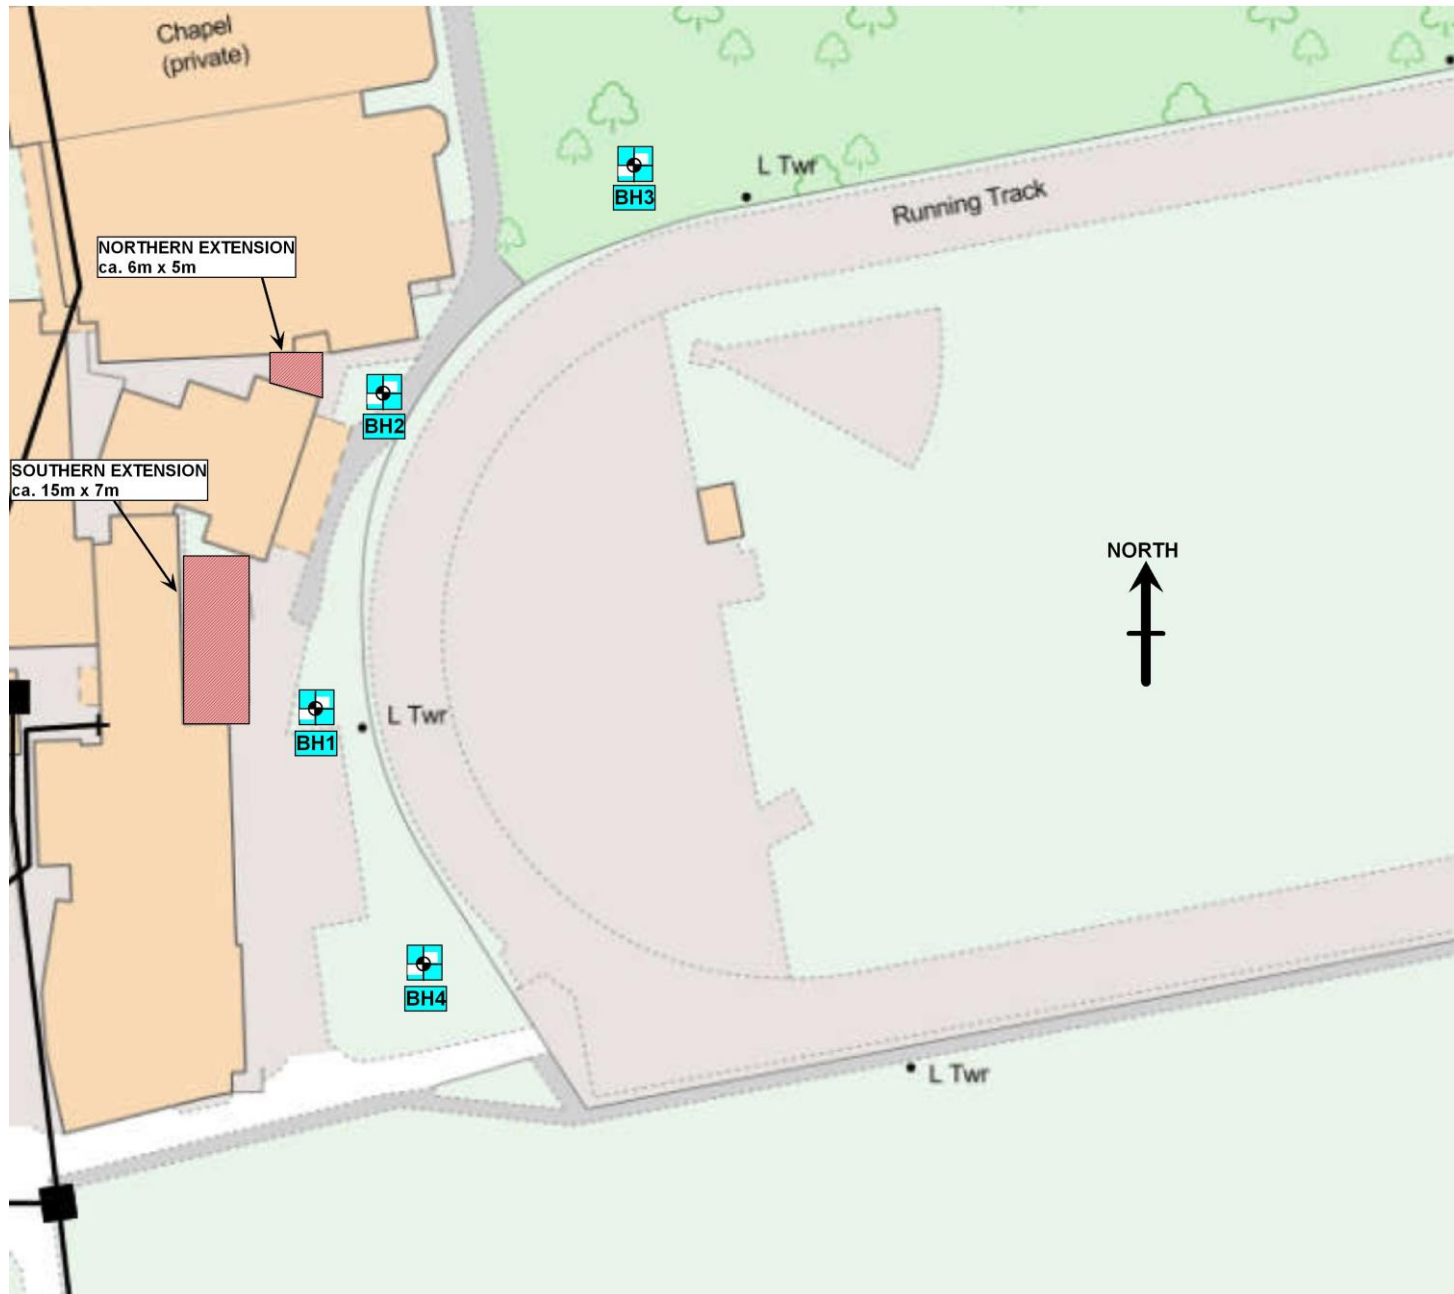 Chapel
(private)
L Twr
BH3
Running Track
NORTHERN EXTENSION
ca. 6m x 5m
BH2
SOUTHERN EXTENSION
ca. 15m x 7m
NORTH
L Twr
BH1
BH4
L Twr